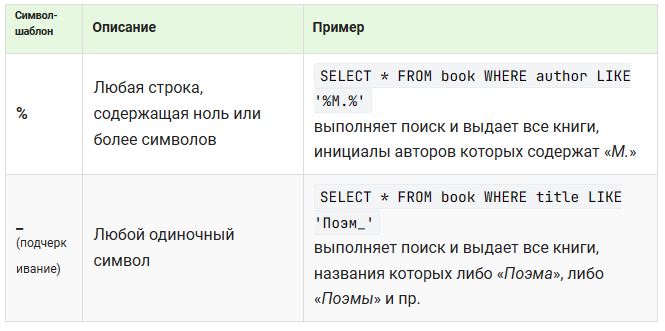 Символ-
шаблон
Описание
Пример
%
Любая строка,
содержащая ноль или
более символов
SELECT * FROM book WHERE author LIKE
'%М.%'
выполняет поиск и выдает все книги,
инициалы авторов которых содержат «М.»
_
(подчерк
ивание)
Любой одиночный
символ
SELECT * FROM book WHERE title LIKE
'Поэм_'
выполняет поиск и выдает все книги,
названия которых либо «Поэма», либо
«Поэмы» и пр.